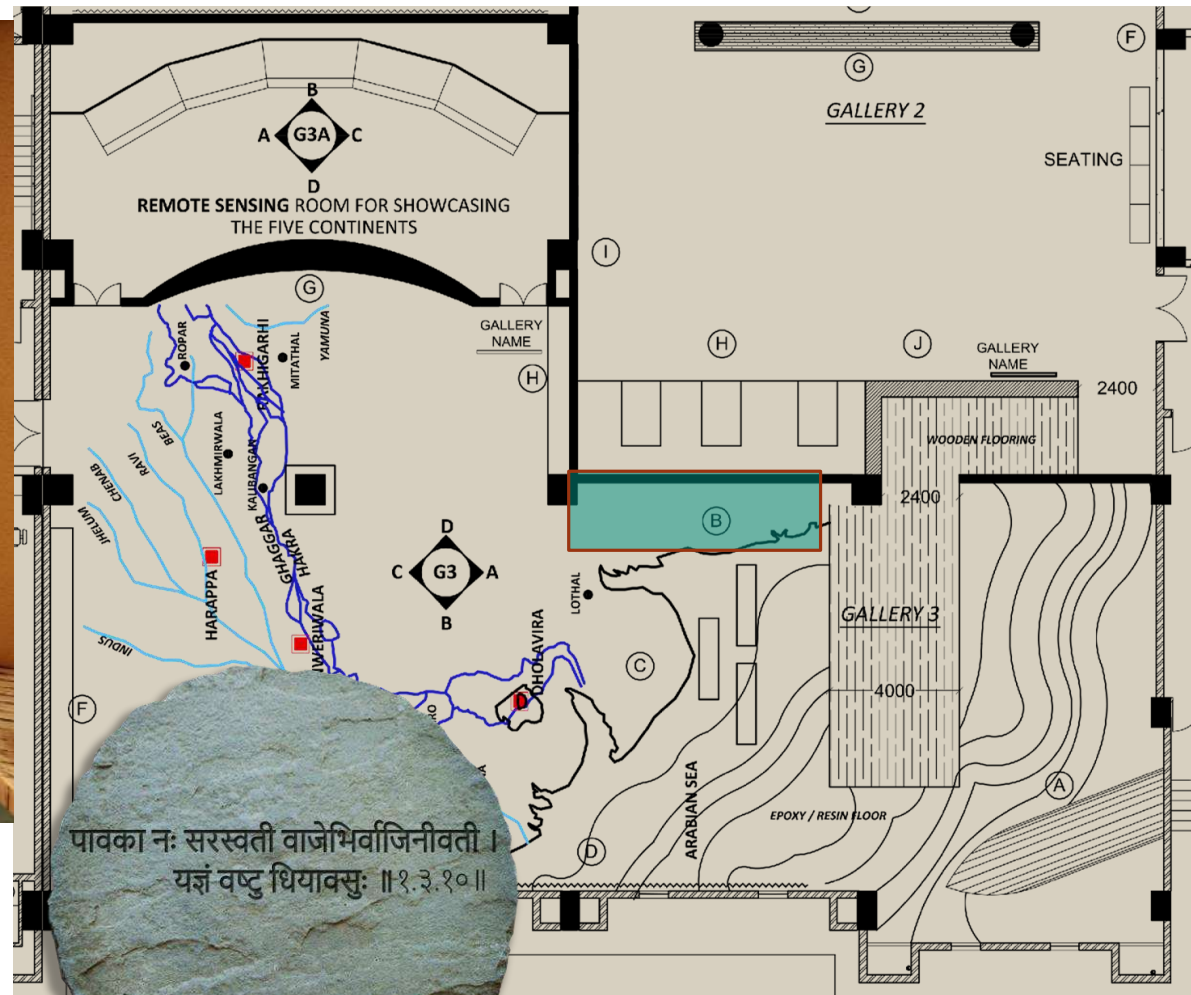 F
G
GALLERY 2
SEATING
B
A G3A C
D
REMOTE SENSING ROOM FOR SHOWCASING
THE FIVE CONTINENTS
I
G
GALLERY
NAME
H
H
J
GALLERY
NAME
2400
WOODEN FLOORING
2400
ROPAR
RAKHIGARHI
MITATHAL
YAMUNA
BEAS
RAVI
CHENAB
JHELUM
LAKHMIRWALA
GHAGGAR
HAKRA
HARAPPA
INDUS
D
C G3 A
B
B
LOTHAL
DHOLAVIRA
C
GALLERY 3
4000
F
ARABIAN SEA
EPOXY / RESIN FLOOR
A
D
पावका नः सरस्वती वाजेभिर्वाजिनीवती ।
यज्ञं वष्टु धियावसुः ॥१.३.१०॥